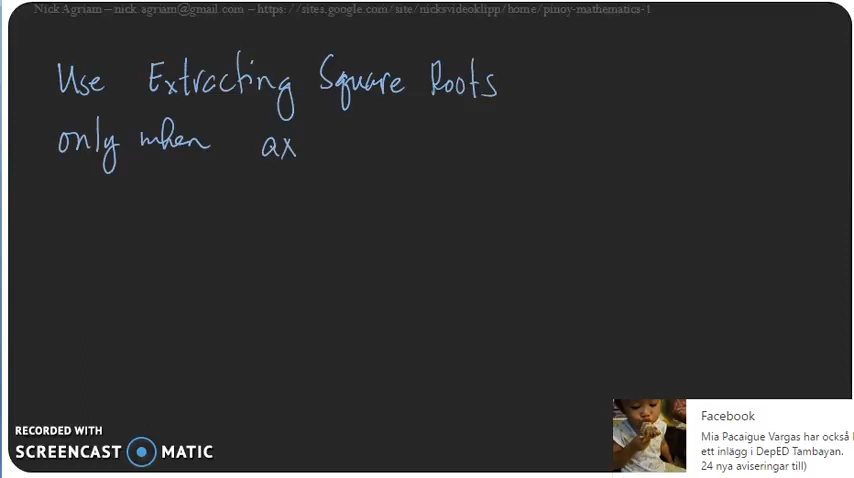 Nick Agriam – nick.agriam@gmail.com – https://sites.google.com/site/nicksvideoklipp/home/pinoy-mathematics-1
Use Extracting Square Roots
only when ax
RECORDED WITH
SCREENCAST MATIC
Facebook
Mia Pacaigue Vargas har också
ett inlägg i DepED Tambayan.
24 nya aviseringar till)